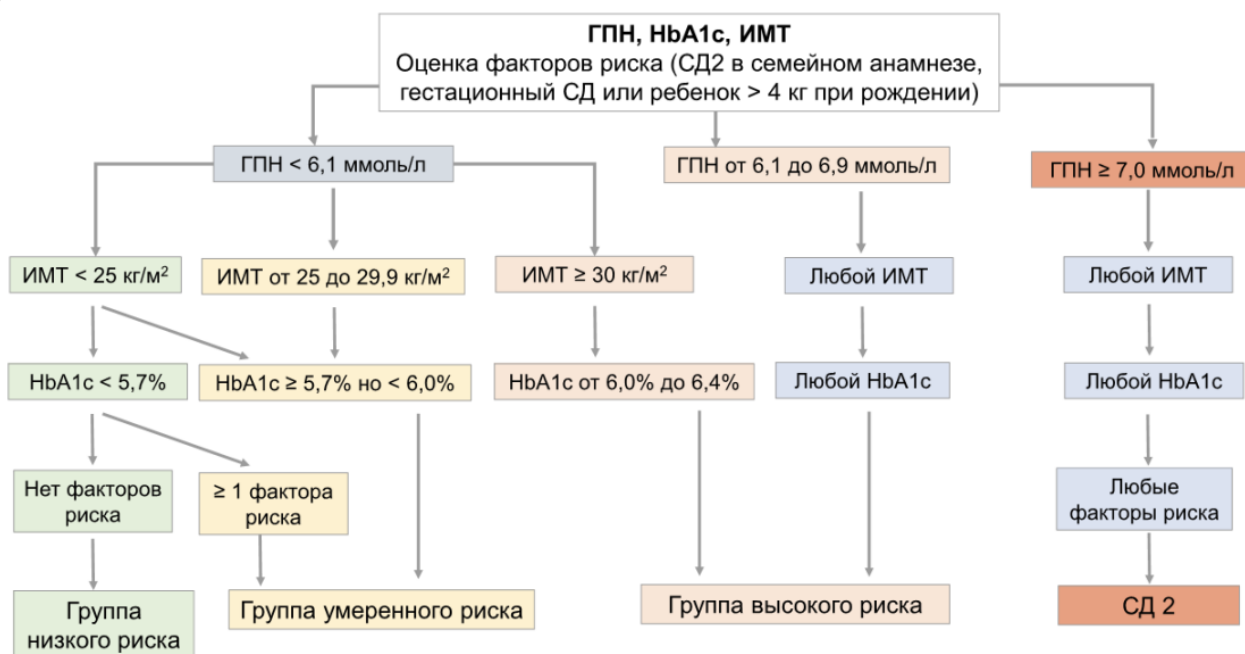 ГПН, HbA1c, ИМТ
Оценка факторов риска (СД2 в семейном анамнезе,
гестационный СД или ребенок > 4 кг при рождении)
ГПН < 6,1 ммоль/л
ГПН от 6,1 до 6,9 ммоль/л
ГПН ≥ 7,0 ммоль/л
ИМТ < 25 кг/м²
ИМТ от 25 до 29,9 кг/м²
ИМТ ≥ 30 кг/м²
Любой ИМТ
Любой ИМТ
HbA1c < 5,7%
HbA1c ≥ 5,7% но < 6,0%
HbA1c от 6,0% до 6,4%
Любой HbA1c
Любой HbA1c
Нет факторов
риска
≥ 1 фактора
риска
Любые
факторы риска
Группа
низкого риска
Группа умеренного риска
Группа высокого риска
СД 2